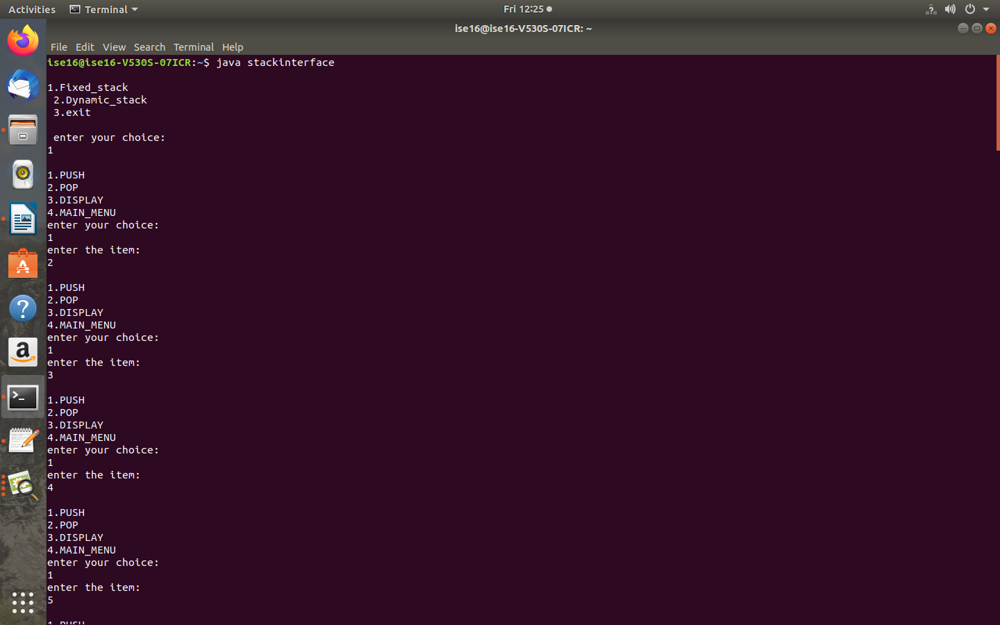 Activities Terminal Fri 12:25
ise16@ise16-V530S-07ICR: ~
File Edit View Search Terminal Help
ise16@ise16-V530S-07ICR:~$ java stackinterface
1.Fixed_stack
2.Dynamic_stack
3.exit
enter your choice:
1
1.PUSH
2.POP
3.DISPLAY
4.MAIN_MENU
enter your choice:
1
enter the item:
2
1.PUSH
2.POP
3.DISPLAY
4.MAIN_MENU
enter your choice:
1
enter the item:
3
1.PUSH
2.POP
3.DISPLAY
4.MAIN_MENU
enter your choice:
1
enter the item:
4
1.PUSH
2.POP
3.DISPLAY
4.MAIN_MENU
enter your choice:
1
enter the item:
5
1.PUSH